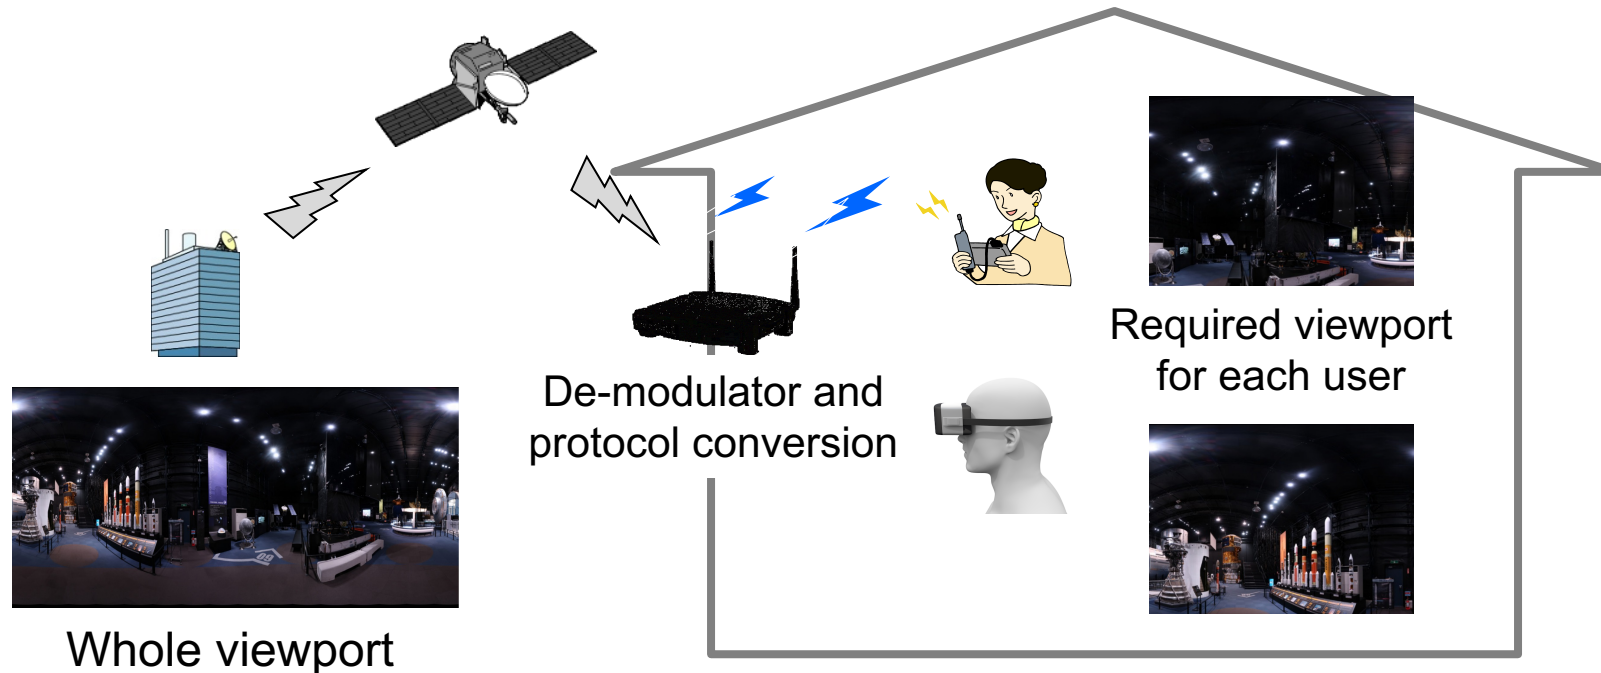 De-modulator and
protocol conversion
Required viewport
for each user
Whole viewport